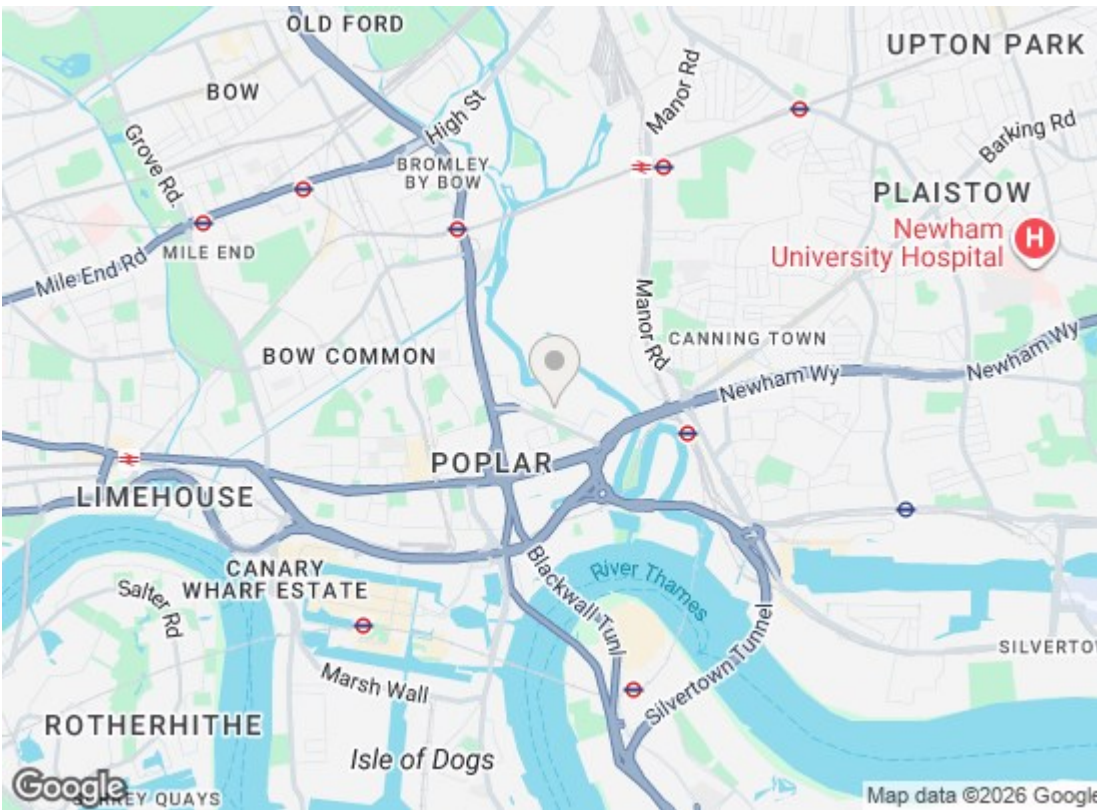 OLD FORD
UPTON PARK
BOW
High St
Manor Rd
Barking Rd
Grove Rd.
BROMLEY
BY BOW
PLAISTOW
Newham
University Hospital
H
MILE END
Mile End Rd
Manor Rd
CANNING TOWN
BOW COMMON
Newham Wy
Newham Wy
POPLAR
LIMEHOUSE
CANARY
WHARF ESTATE
Blackwall Tunl
River Thames
Salter Rd
Silvertown Tunnel
SILVERTO
Marsh Wall
ROTHERHITHE
Isle of Dogs
Google
REY QUAYS
Map data ©2026 Google